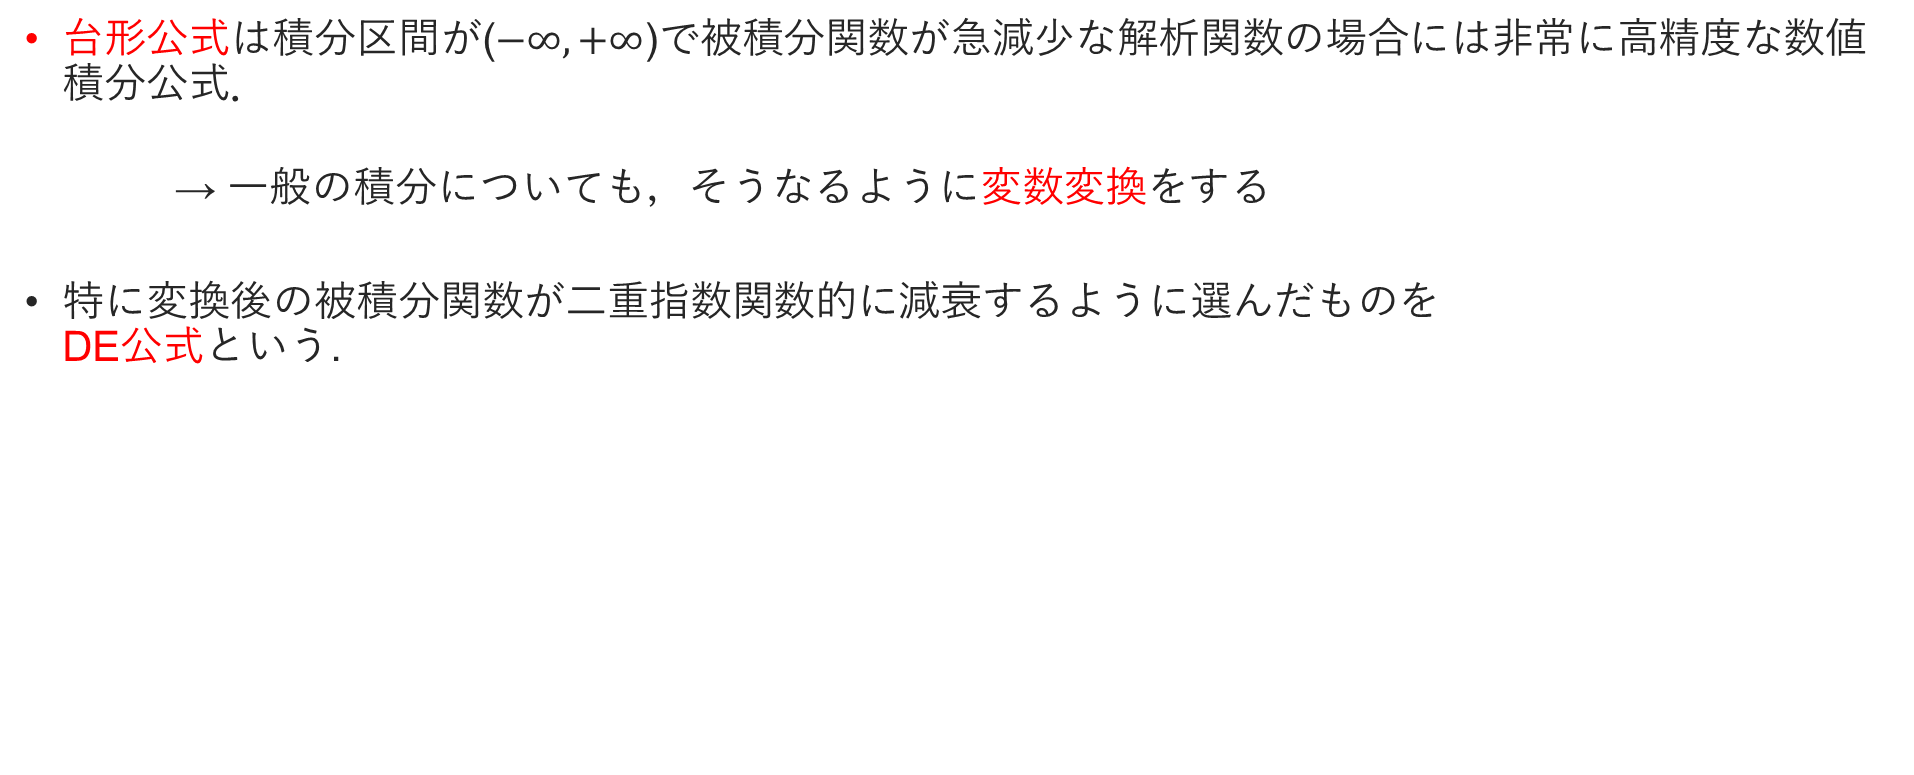 • 台形公式は積分区間が(−∞, +∞)で被積分関数が急減少な解析関数の場合には非常に高精度な数値
積分公式.
→ 一般の積分についても，そうなるように変数変換をする
• 特に変換後の被積分関数が二重指数関数的に減衰するように選んだものを
DE公式という.